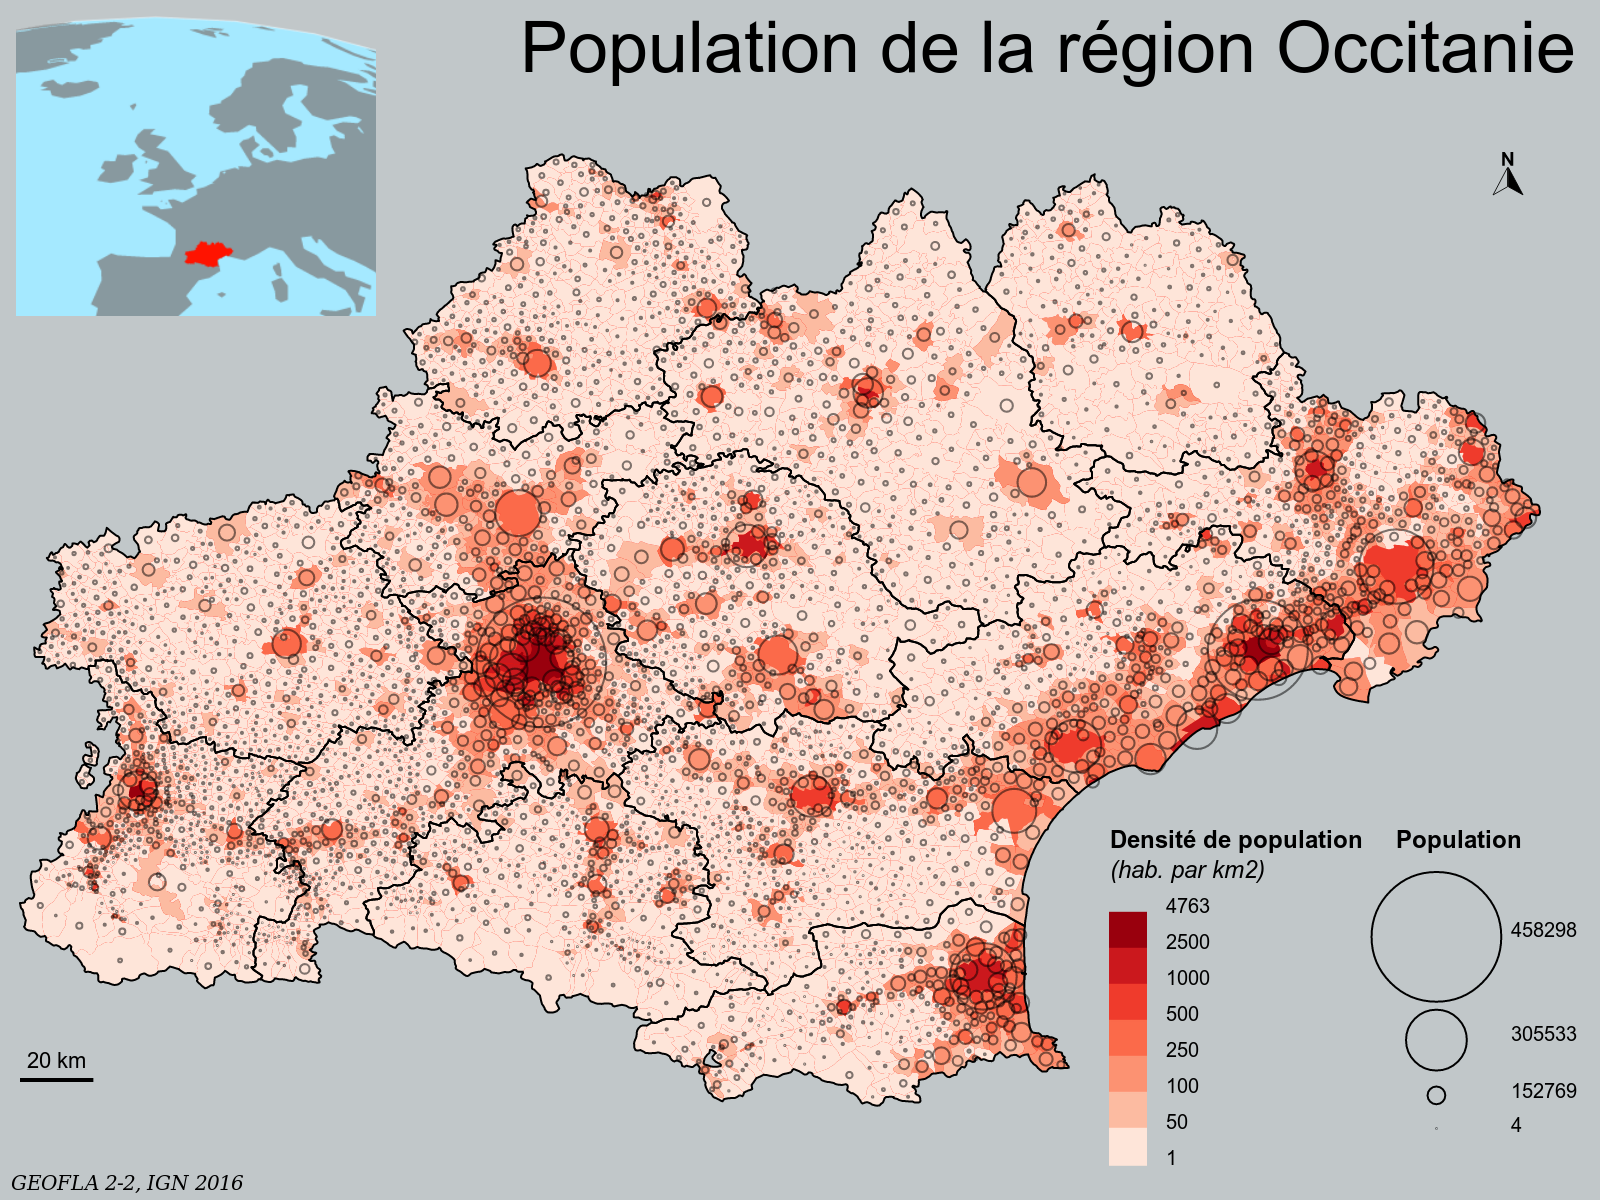 Population de la région Occitanie
N
Densité de population
(hab. par km2)
4763
2500
1000
500
250
100
50
1
Population
458298
305533
152769
4
20 km
GEOFLA 2-2, IGN 2016